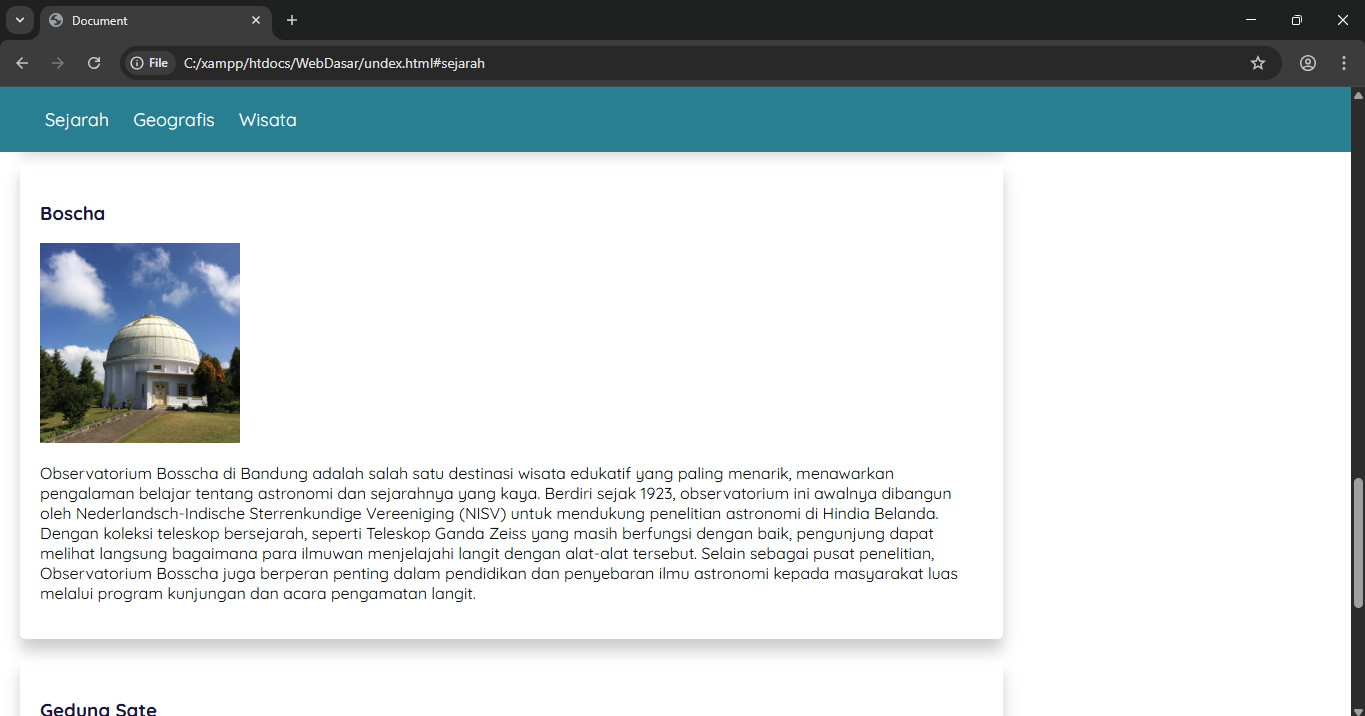 Document
File
C:/xampp/htdocs/WebDasar/undex.html#sejarah
Sejarah Geografis Wisata
Boscha
Observatorium Bosscha di Bandung adalah salah satu destinasi wisata edukatif yang paling menarik, menawarkan
pengalaman belajar tentang astronomi dan sejarahnya yang kaya. Berdiri sejak 1923, observatorium ini awalnya dibangun
oleh Nederlandsch-Indische Sterrenkundige Vereeniging (NISV) untuk mendukung penelitian astronomi di Hindia Belanda.
Dengan koleksi teleskop bersejarah, seperti Teleskop Ganda Zeiss yang masih berfungsi dengan baik, pengunjung dapat
melihat langsung bagaimana para ilmuwan menjelajahi langit dengan alat-alat tersebut. Selain sebagai pusat penelitian,
Observatorium Bosscha juga berperan penting dalam pendidikan dan penyebaran ilmu astronomi kepada masyarakat luas
melalui program kunjungan dan acara pengamatan langit.
Gedung Sate